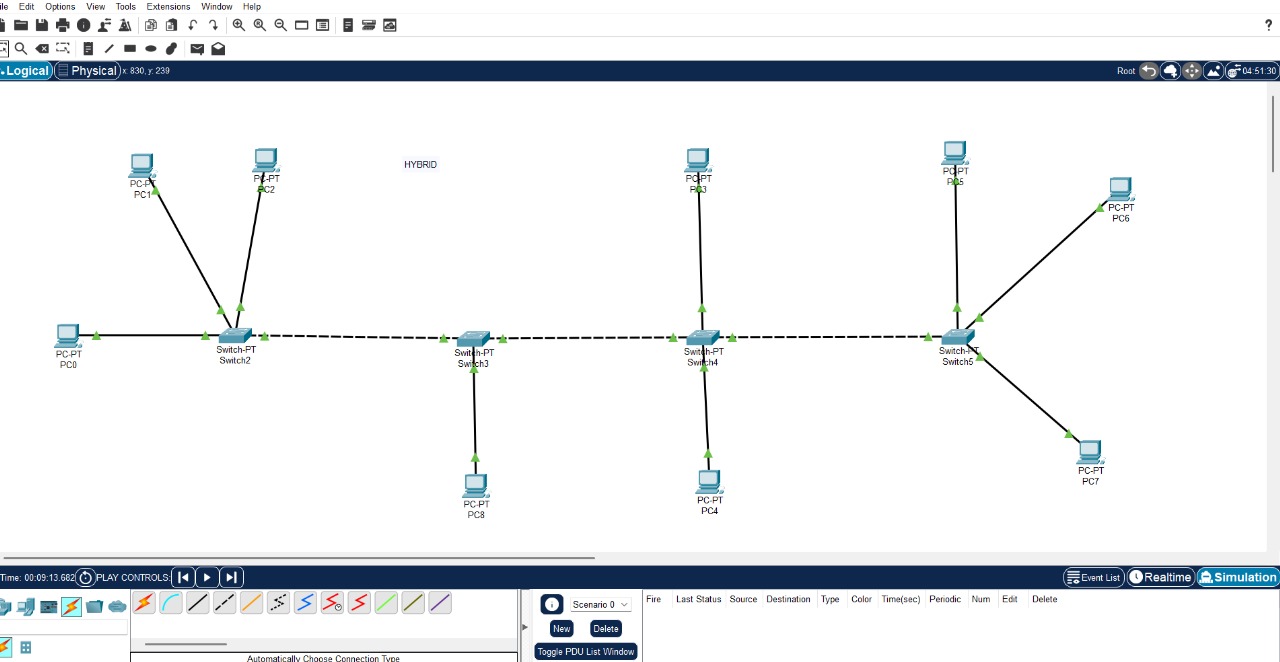 ile Edit Options View Tools Extensions Window Help
?
Logical Physical x: 830, y: 239 Root 04:51:30
HYBRID
PC-PT
PC1
PC-PT
PC2
PC-PT
PC3
PC-PT
PC5
PC-PT
PC6
PC-PT
PC0
Switch-PT
Switch2
Switch-PT
Switch3
Switch-PT
Switch4
Switch-PT
Switch5
PC-PT
PC8
PC-PT
PC4
PC-PT
PC7
Time: 00:09:13.682 PLAY CONTROLS: Event List Realtime Simulation
Scenario 0
New Delete
Toggle PDU List Window
Fire Last Status Source Destination Type Color Time(sec) Periodic Num Edit Delete
Automatically Choose Connection Type